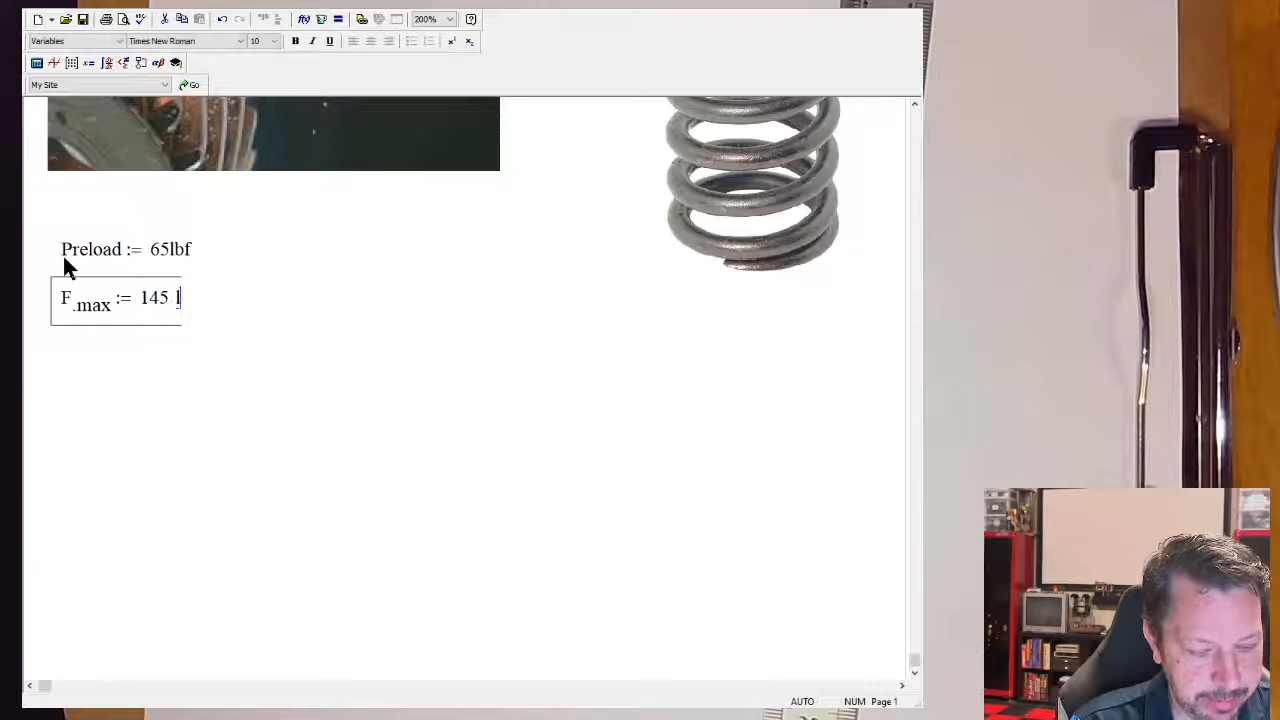 200%
Variables Times New Roman 10 B I U
My Site Go
Preload := 65lbf
F.max := 145 l
AUTO NUM Page 1